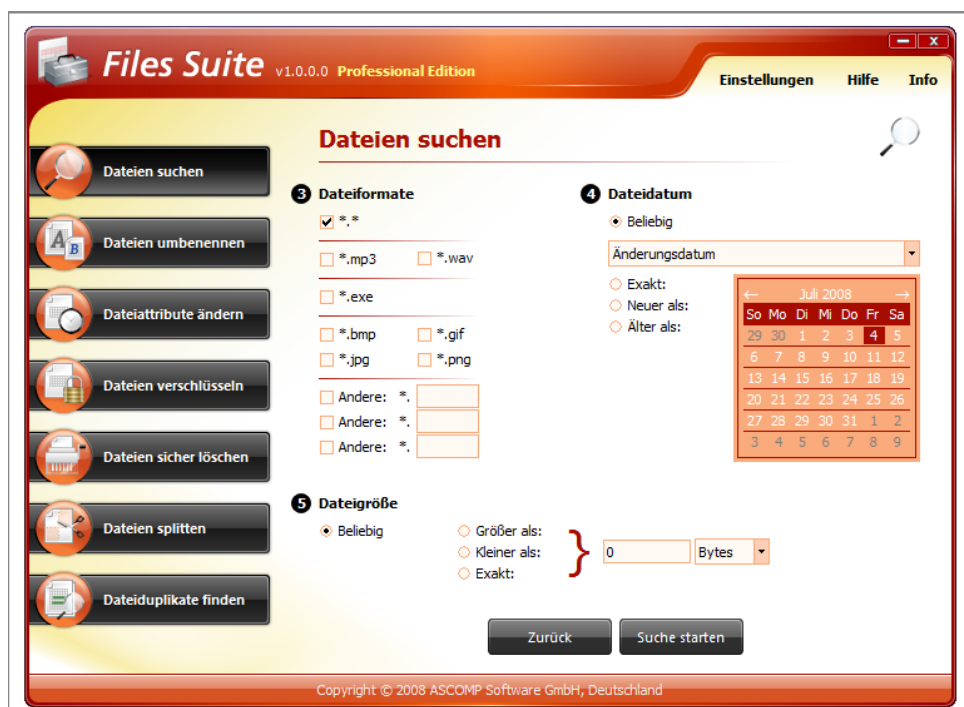 Files Suite v1.0.0.0 Professional Edition
Einstellungen Hilfe Info
Dateien suchen
Dateien umbenennen
Dateiattribute ändern
Dateien verschlüsseln
Dateien sicher löschen
Dateien splitten
Dateiduplikate finden
Dateien suchen
3 Dateiformate
*.*
*.mp3 *.wav
*.exe
*.bmp *.gif
*.jpg *.png
Andere: *.
Andere: *.
Andere: *.
4 Dateidatum
Beliebig
Änderungsdatum
Exakt:
Neuer als:
Älter als:
← Juli 2008 →
So Mo Di Mi Do Fr Sa
29 30 1 2 3 4 5
6 7 8 9 10 11 12
13 14 15 16 17 18 19
20 21 22 23 24 25 26
27 28 29 30 31 1 2
3 4 5 6 7 8 9
5 Dateigröße
Beliebig
Größer als:
Kleiner als:
Exakt:
} 0 Bytes
Zurück Suche starten
Copyright © 2008 ASCOMP Software GmbH, Deutschland